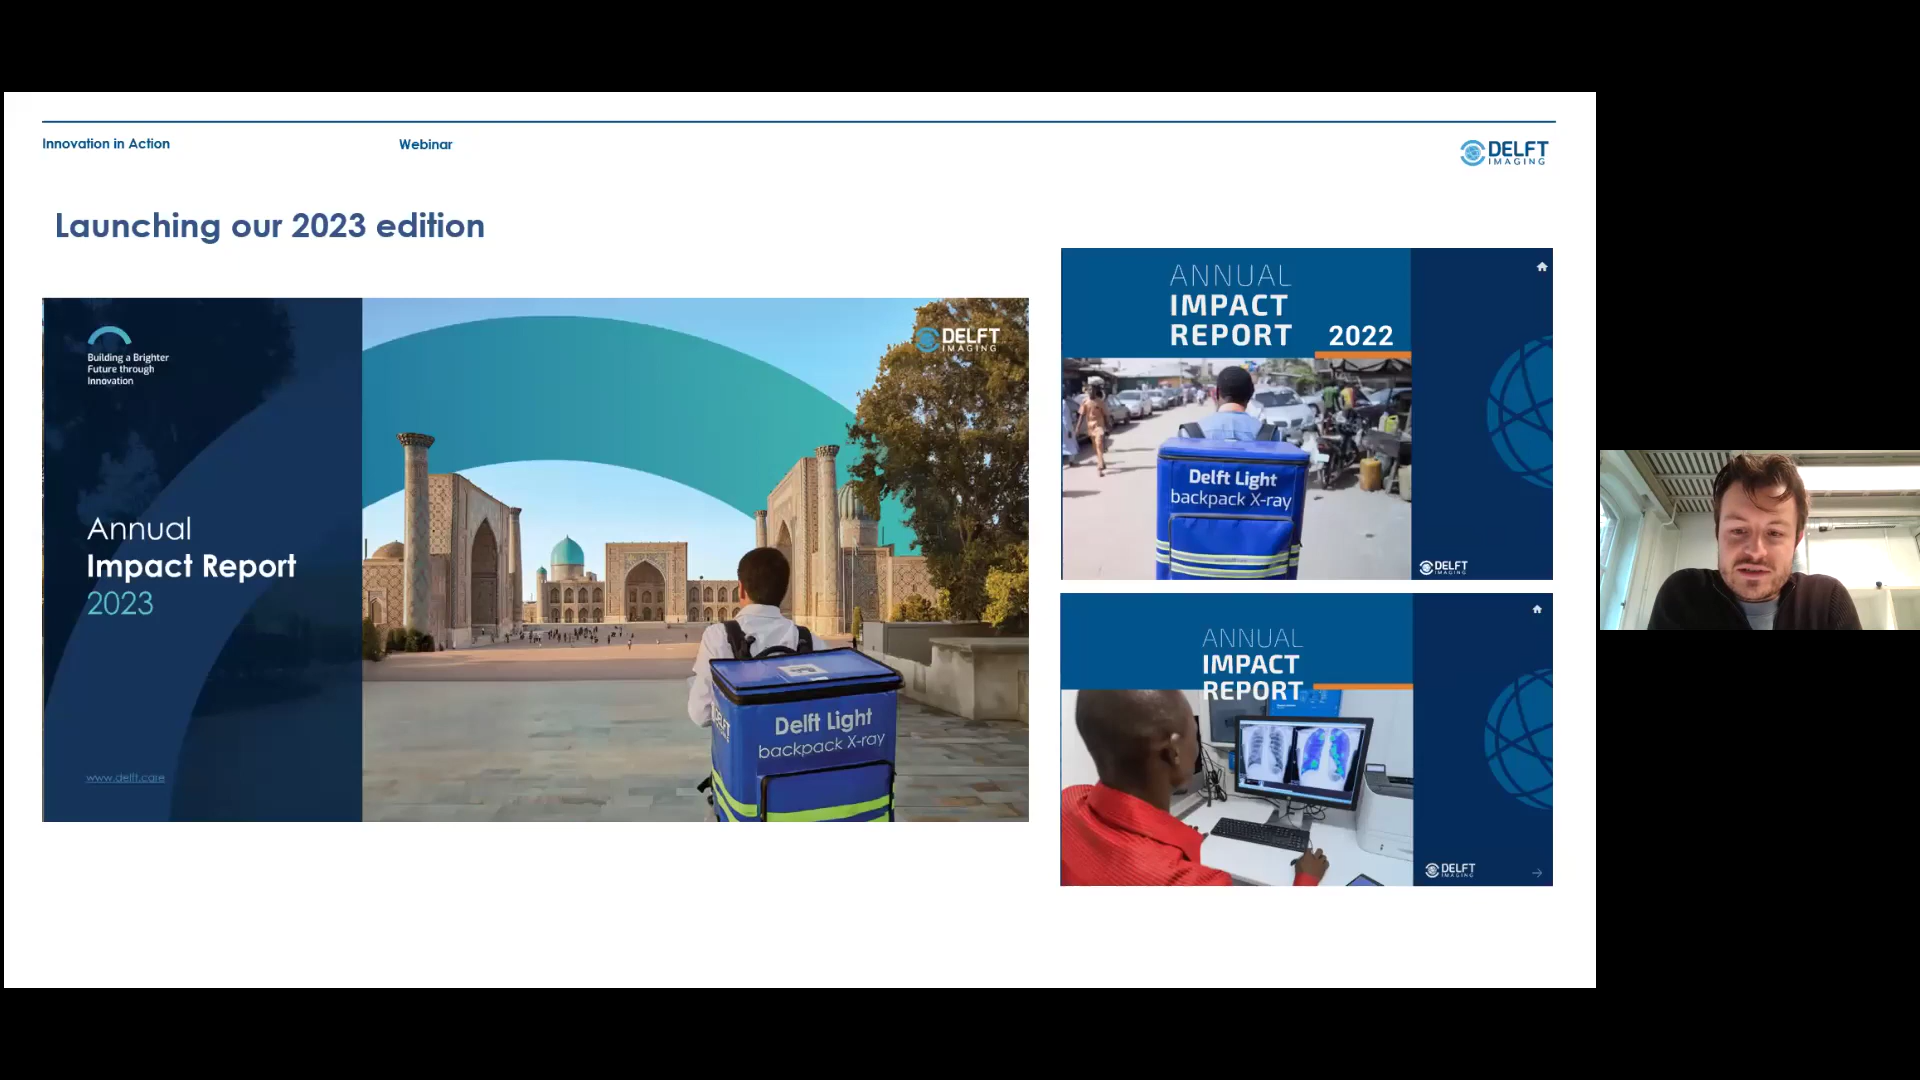 Innovation in Action
Webinar
DELFT
IMAGING
Launching our 2023 edition
Building a Brighter
Future through
Innovation
DELFT
IMAGING
Annual
Impact Report
2023
www.delft.care
Delft Light
backpack X-ray
ANNUAL
IMPACT
REPORT 2022
Delft Light
backpack X-ray
DELFT
IMAGING
ANNUAL
IMPACT
REPORT
DELFT
IMAGING